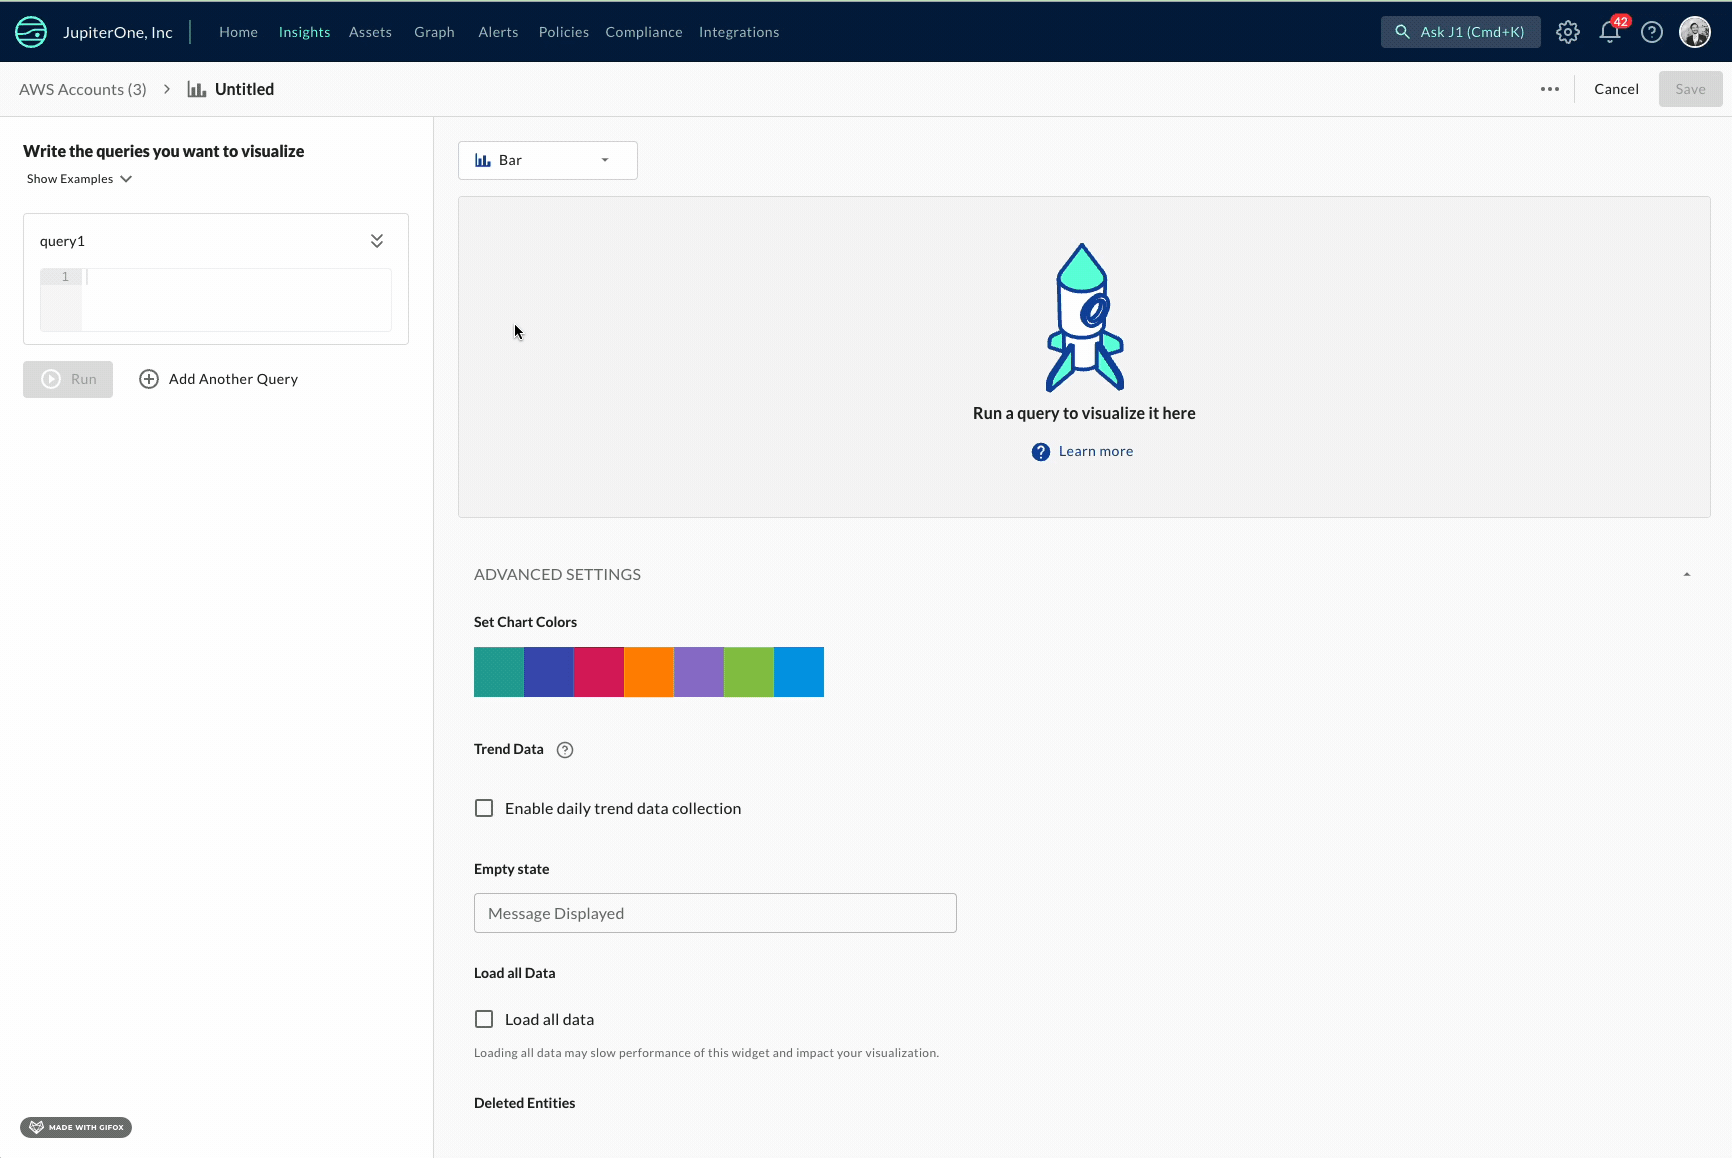 JupiterOne, Inc Home Insights Assets Graph Alerts Policies Compliance Integrations Ask J1 (Cmd+K) 42
AWS Accounts (3) > Untitled ••• Cancel Save
Write the queries you want to visualize
Show Examples
query1
1
Run Add Another Query
Bar
Run a query to visualize it here
? Learn more
ADVANCED SETTINGS
Set Chart Colors
Trend Data ?
Enable daily trend data collection
Empty state
Message Displayed
Load all Data
Load all data
Loading all data may slow performance of this widget and impact your visualization.
Deleted Entities
MADE WITH GIFOX